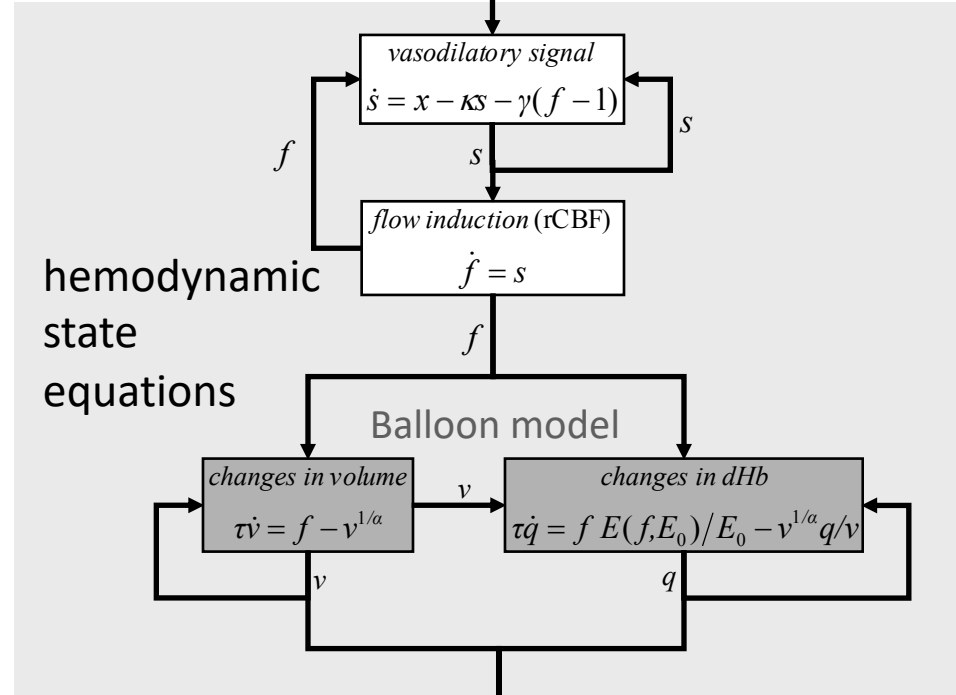 vasodilatory signal
ṡ = x − κs − γ(f − 1)
f
s
s
flow induction (rCBF)
ḟ = s
hemodynamic
state
equations
f
Balloon model
changes in volume
τv̇ = f − v^{1/α}
v
changes in dHb
τq̇ = f E(f,E₀)/E₀ − v^{1/α} q/v
v
q